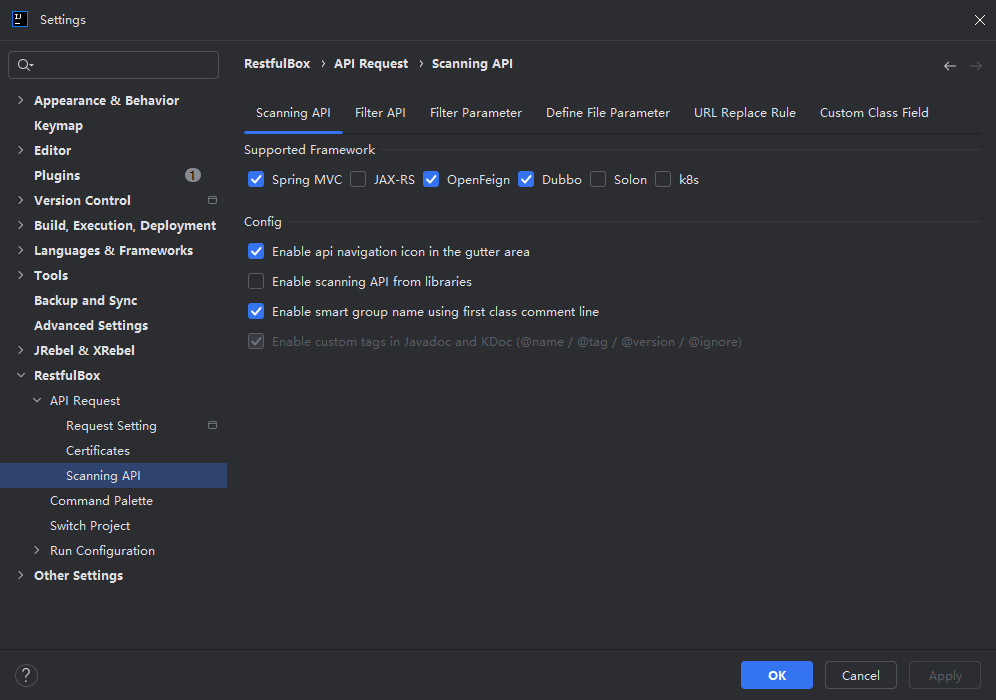 Settings
RestfulBox › API Request › Scanning API
Appearance & Behavior
Keymap
Editor
Plugins 1
Version Control
Build, Execution, Deployment
Languages & Frameworks
Tools
Backup and Sync
Advanced Settings
JRebel & XRebel
RestfulBox
API Request
Request Setting
Certificates
Scanning API
Command Palette
Switch Project
Run Configuration
Other Settings
Scanning API Filter API Filter Parameter Define File Parameter URL Replace Rule Custom Class Field
Supported Framework
Spring MVC JAX-RS OpenFeign Dubbo Solon k8s
Config
Enable api navigation icon in the gutter area
Enable scanning API from libraries
Enable smart group name using first class comment line
Enable custom tags in Javadoc and KDoc (@name / @tag / @version / @ignore)
? OK Cancel Apply